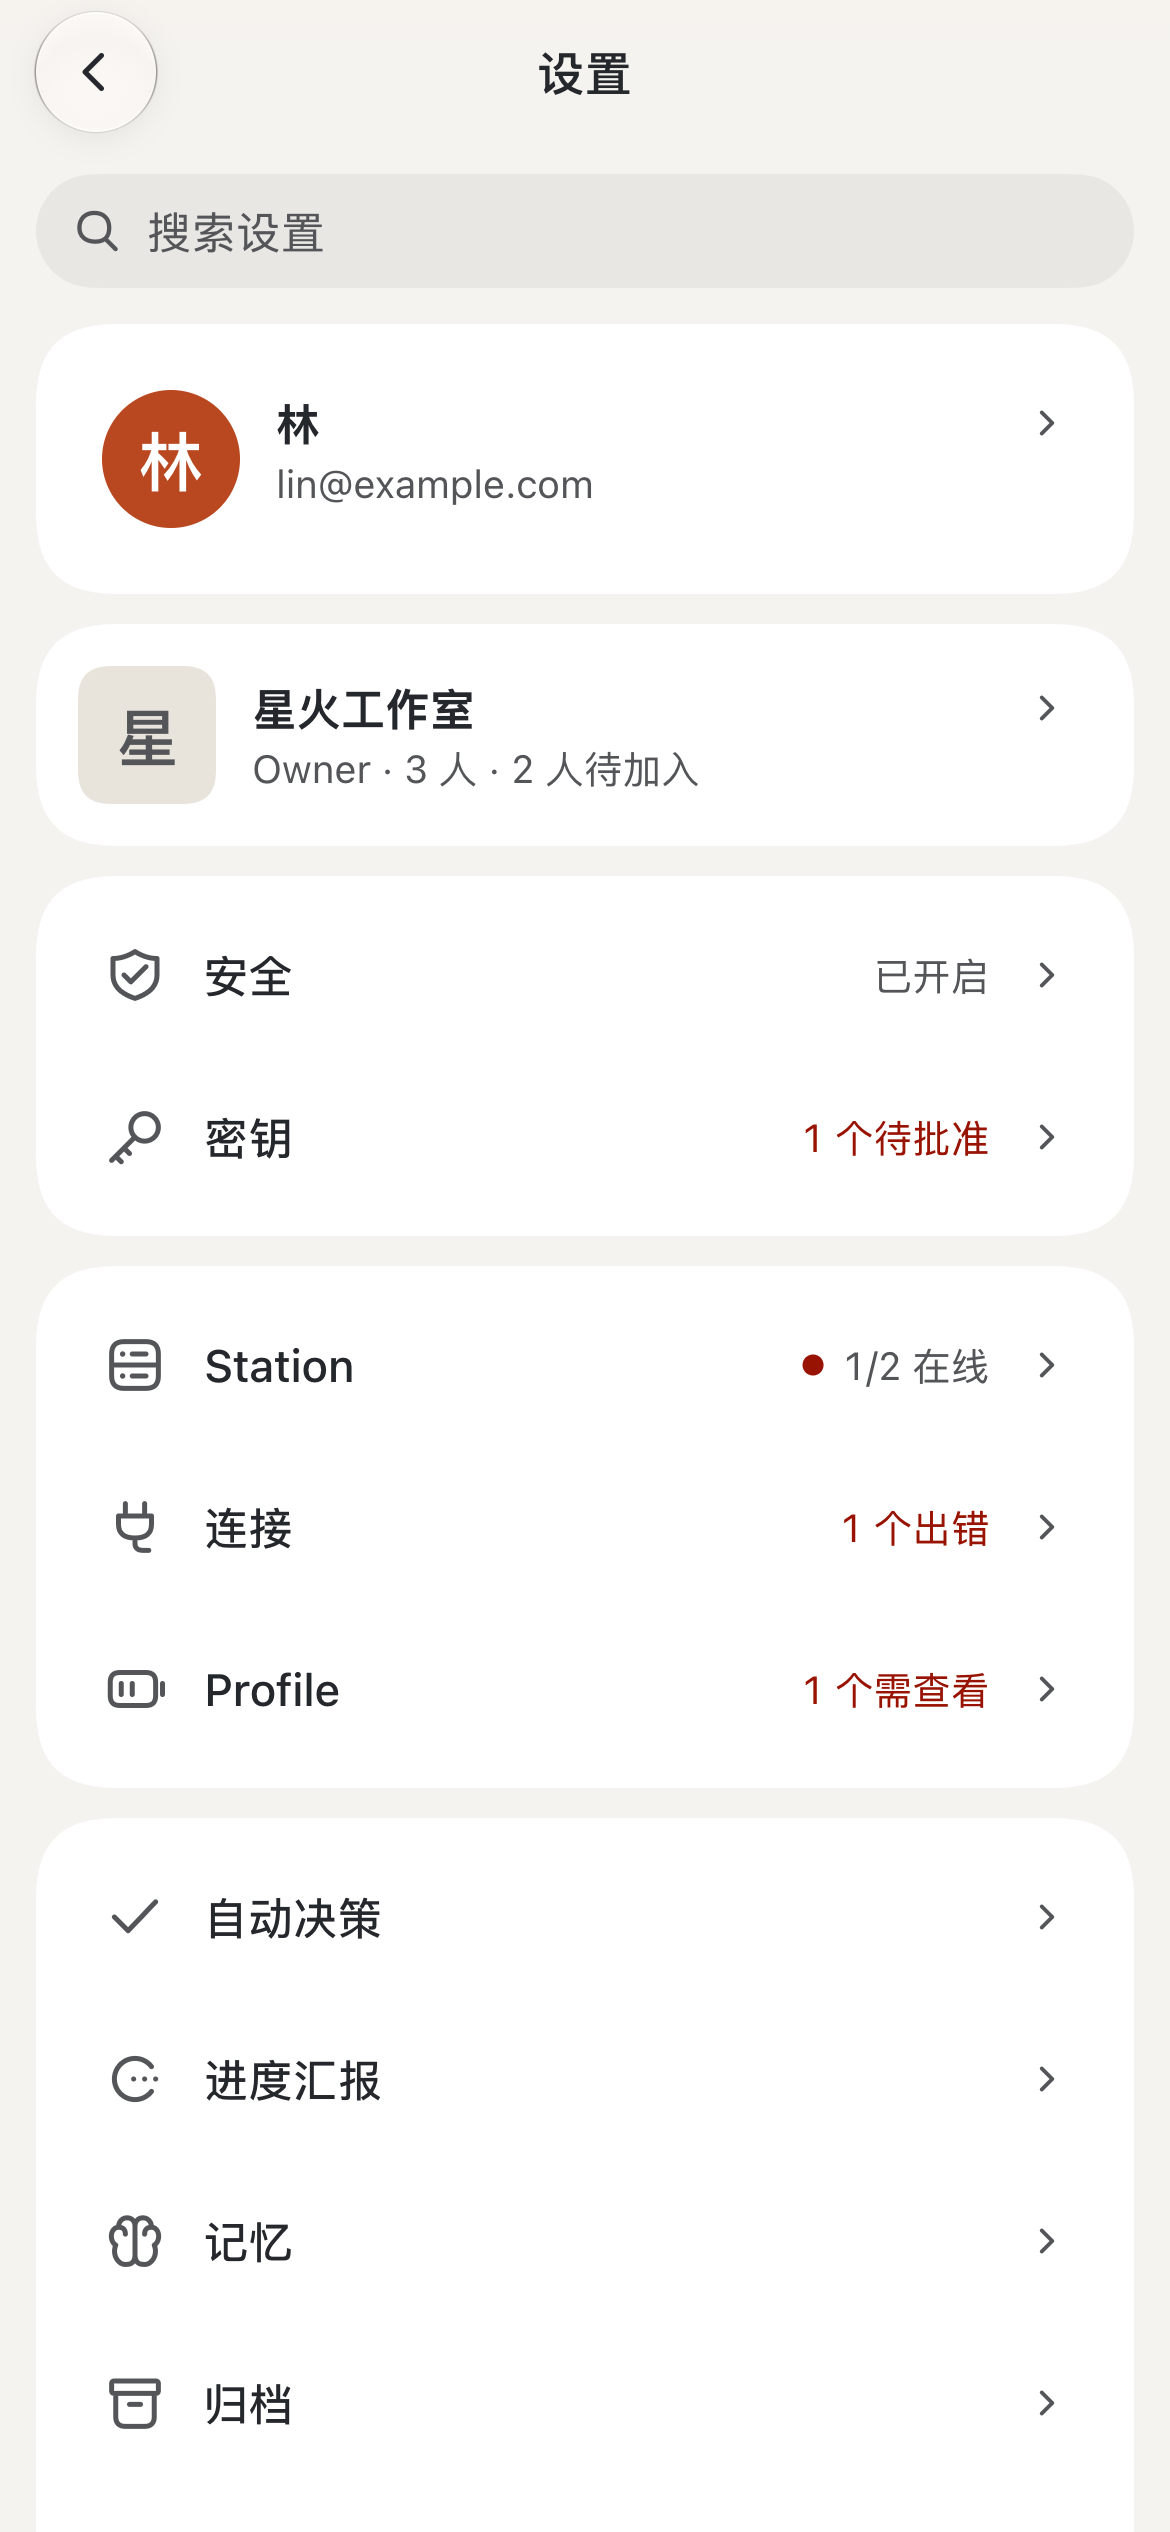 设置
搜索设置
林
林
lin@example.com
星
星火工作室
Owner · 3 人 · 2 人待加入
安全 已开启
密钥 1 个待批准
Station 1/2 在线
连接 1 个出错
Profile 1 个需查看
自动决策
进度汇报
记忆
归档